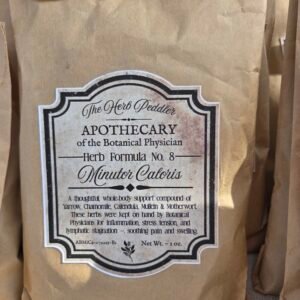 The Herb Peddler
APOTHECARY
of the Botanical Physician
Herb Formula No. 8
Minutor Caloris
A thoughtful, whole-body support compound of
Yarrow, Chamomile, Calendula, Mullein & Motherwort.
These herbs were kept on hand by Botanical
Physicians for inflammation, stress tension, and
lymphatic stagnation –, soothing pain and swelling.
Net Wt. ~ 2 oz.